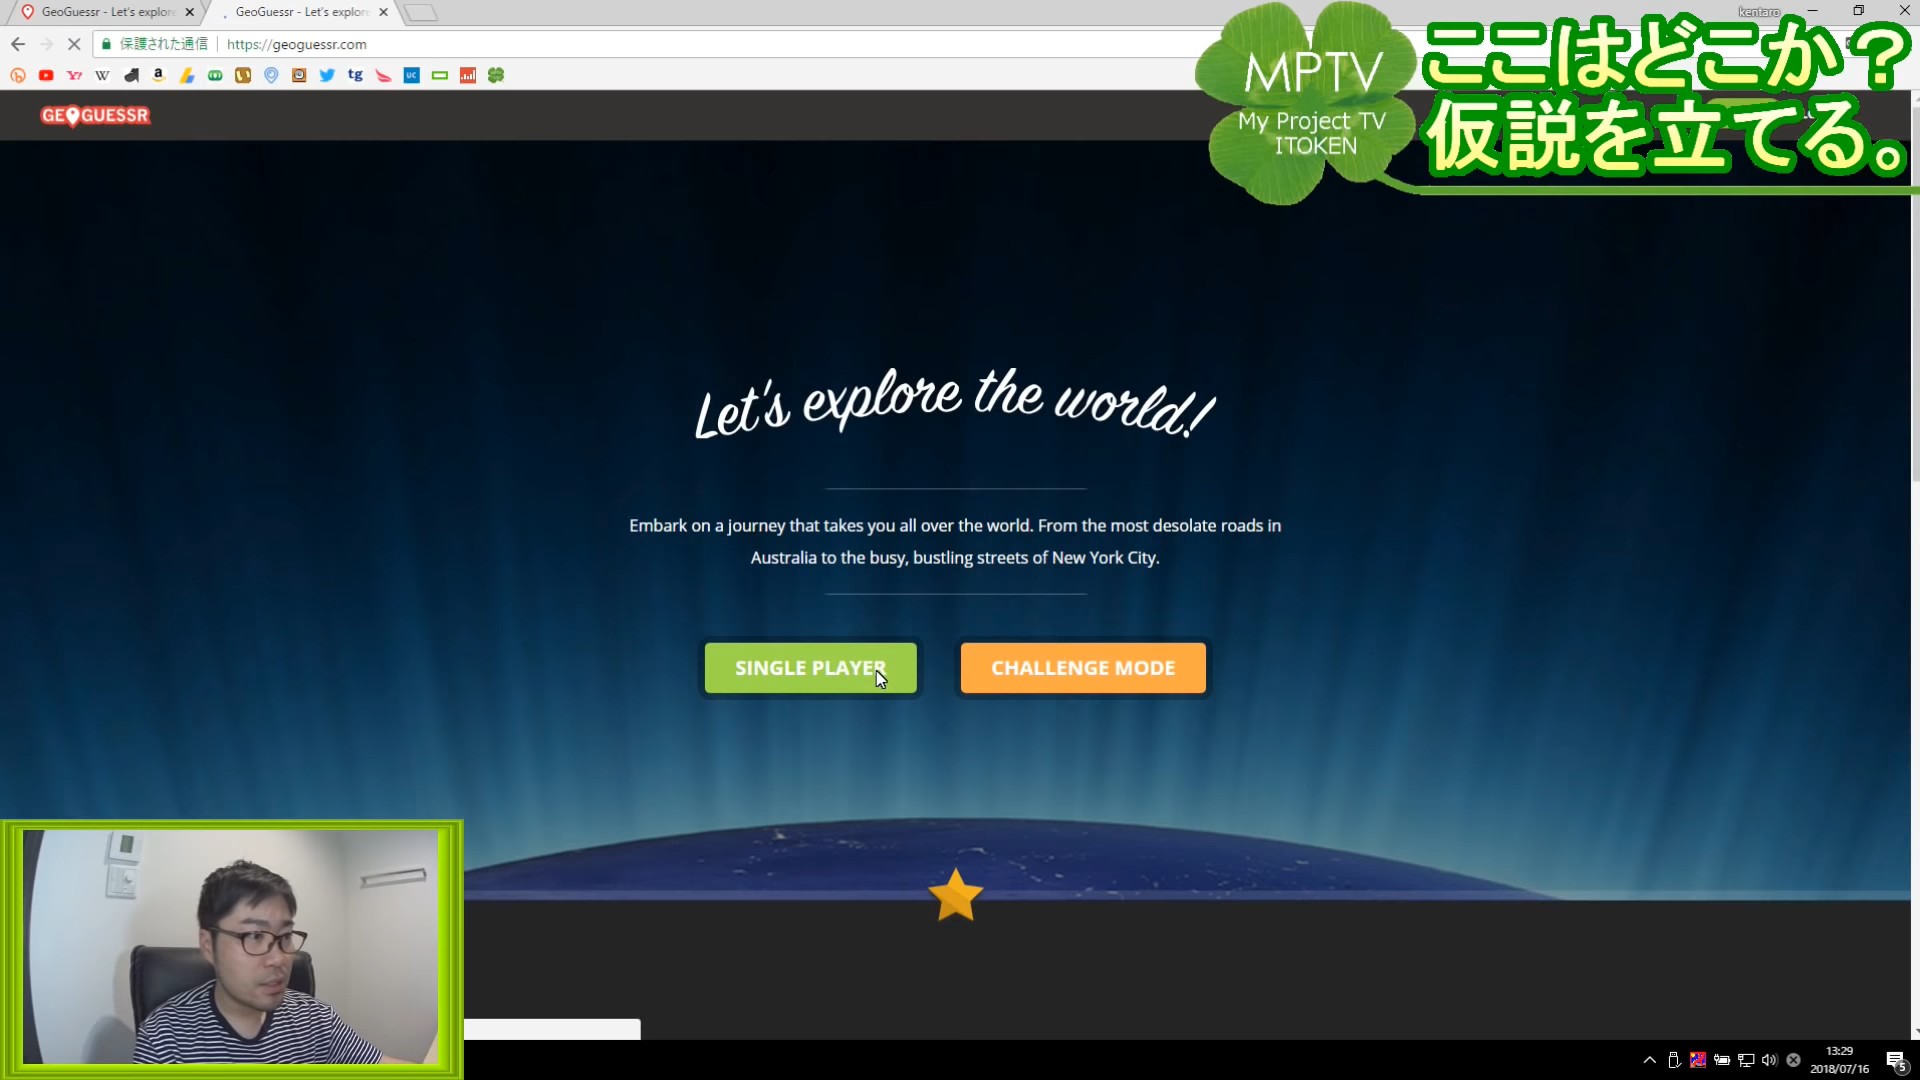 GeoGuessr - Let's explore
GeoGuessr - Let's explore
kentaro
保護された通信
https://geoguessr.com
GEOGUESSR
MPTV
My Project TV
ITOKEN
ここはどこか？
仮説を立てる。
Let's explore the world!
Embark on a journey that takes you all over the world. From the most desolate roads in
Australia to the busy, bustling streets of New York City.
SINGLE PLAYER
CHALLENGE MODE
13:29
2018/07/16
5